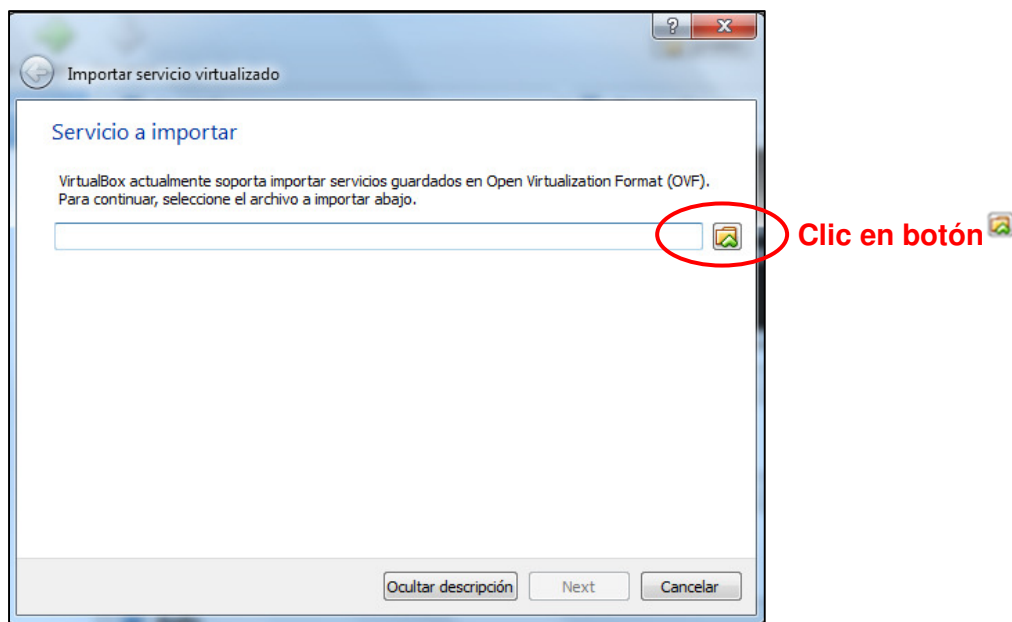 ?
X
Importar servicio virtualizado
Servicio a importar
VirtualBox actualmente soporta importar servicios guardados en Open Virtualization Format (OVF).
Para continuar, seleccione el archivo a importar abajo.
Clic en botón
Ocultar descripción
Next
Cancelar